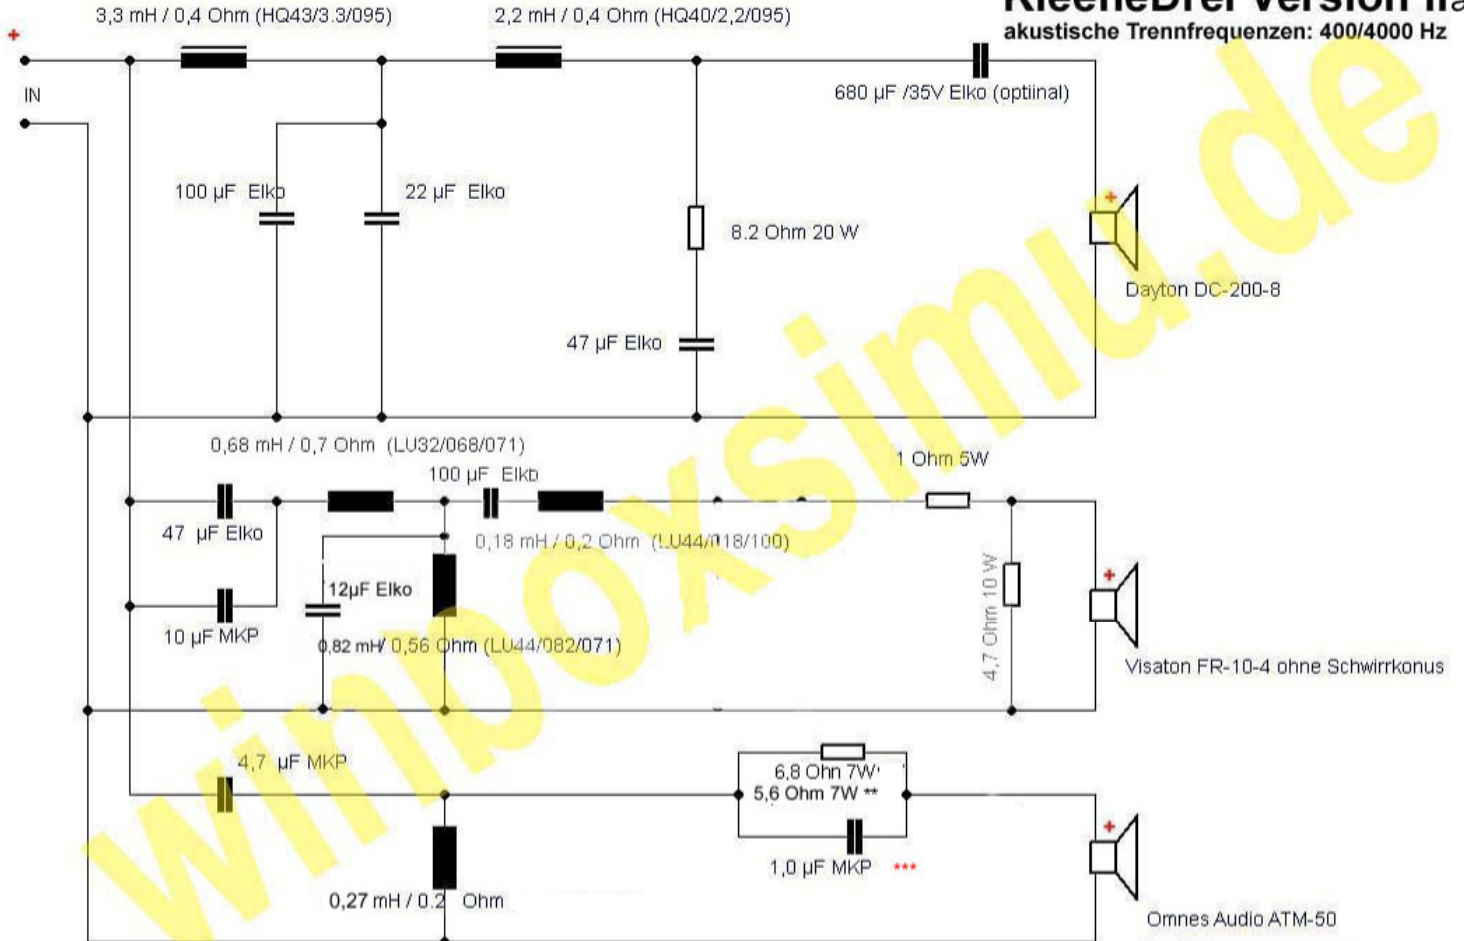 3,3 mH / 0,4 Ohm (HQ43/3.3/095)
2,2 mH / 0,4 Ohm (HQ40/2,2/095)
KleeneDrei Version IIa
akustische Trennfrequenzen: 400/4000 Hz
+
IN
680 µF /35V Elko (optiinal)
100 µF Elko
22 µF Elko
+
8.2 Ohm 20 W
Dayton DC-200-8
47 µF Elko
0,68 mH / 0,7 Ohm (LU32/068/071)
100 µF Elko
1 Ohm 5W
47 µF Elko
0,18 mH / 0,2 Ohm (LU44/018/100)
12µF Elko
4,7 Ohm 10 W
+
10 µF MKP
0,82 mH/ 0,56 Ohm (LU44/082/071)
Visaton FR-10-4 ohne Schwirrkonus
4,7 µF MKP
6,8 Ohn 7W
5,6 Ohm 7W **
+
1,0 µF MKP ***
0,27 mH / 0.2 Ohm
Omnes Audio ATM-50
winboxsimu.de